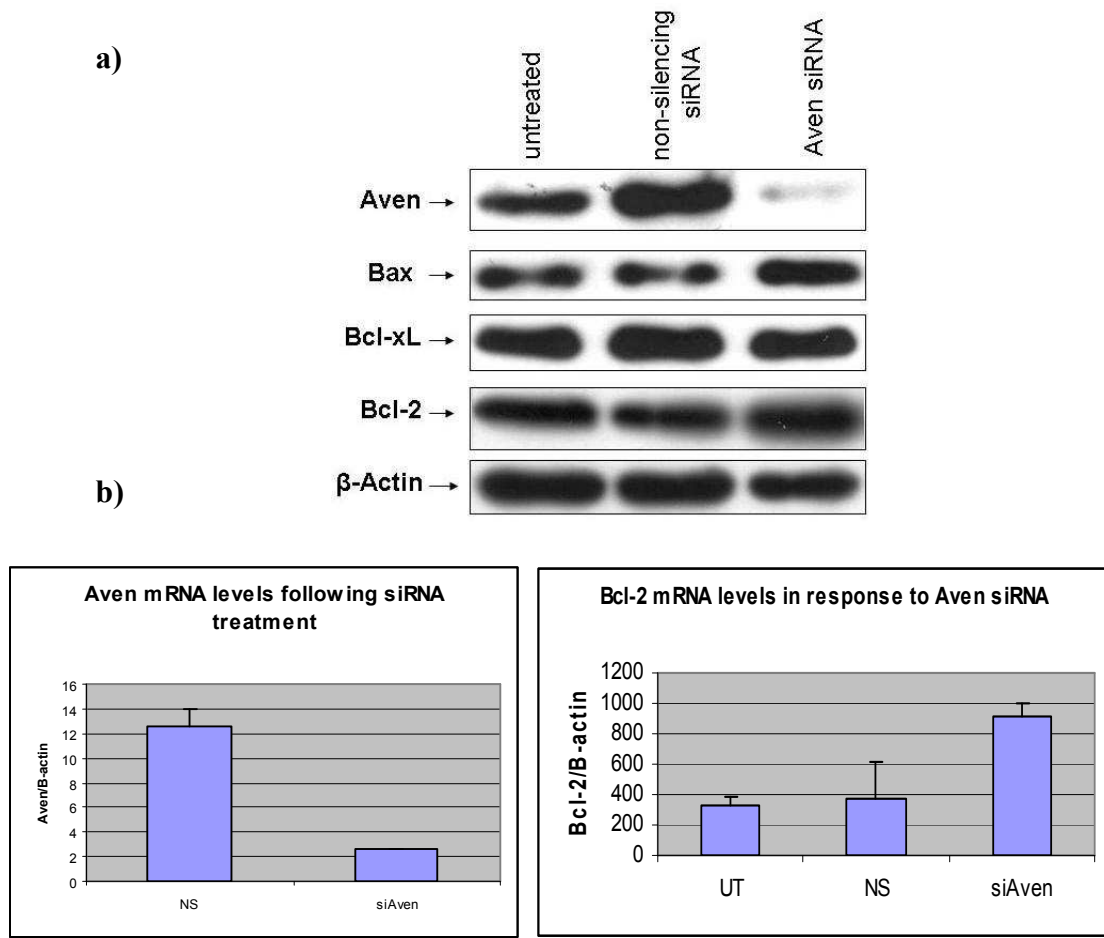 a)
untreated
non-silencing
siRNA
Aven siRNA
Aven →
Bax →
Bcl-xL →
Bcl-2 →
β-Actin →
b)
Aven mRNA levels following siRNA
treatment
Aven/B-actin
16
14
12
10
8
6
4
2
0
NS
siAven
Bcl-2 mRNA levels in response to Aven siRNA
Bcl-2/B-actin
1200
1000
800
600
400
200
0
UT
NS
siAven